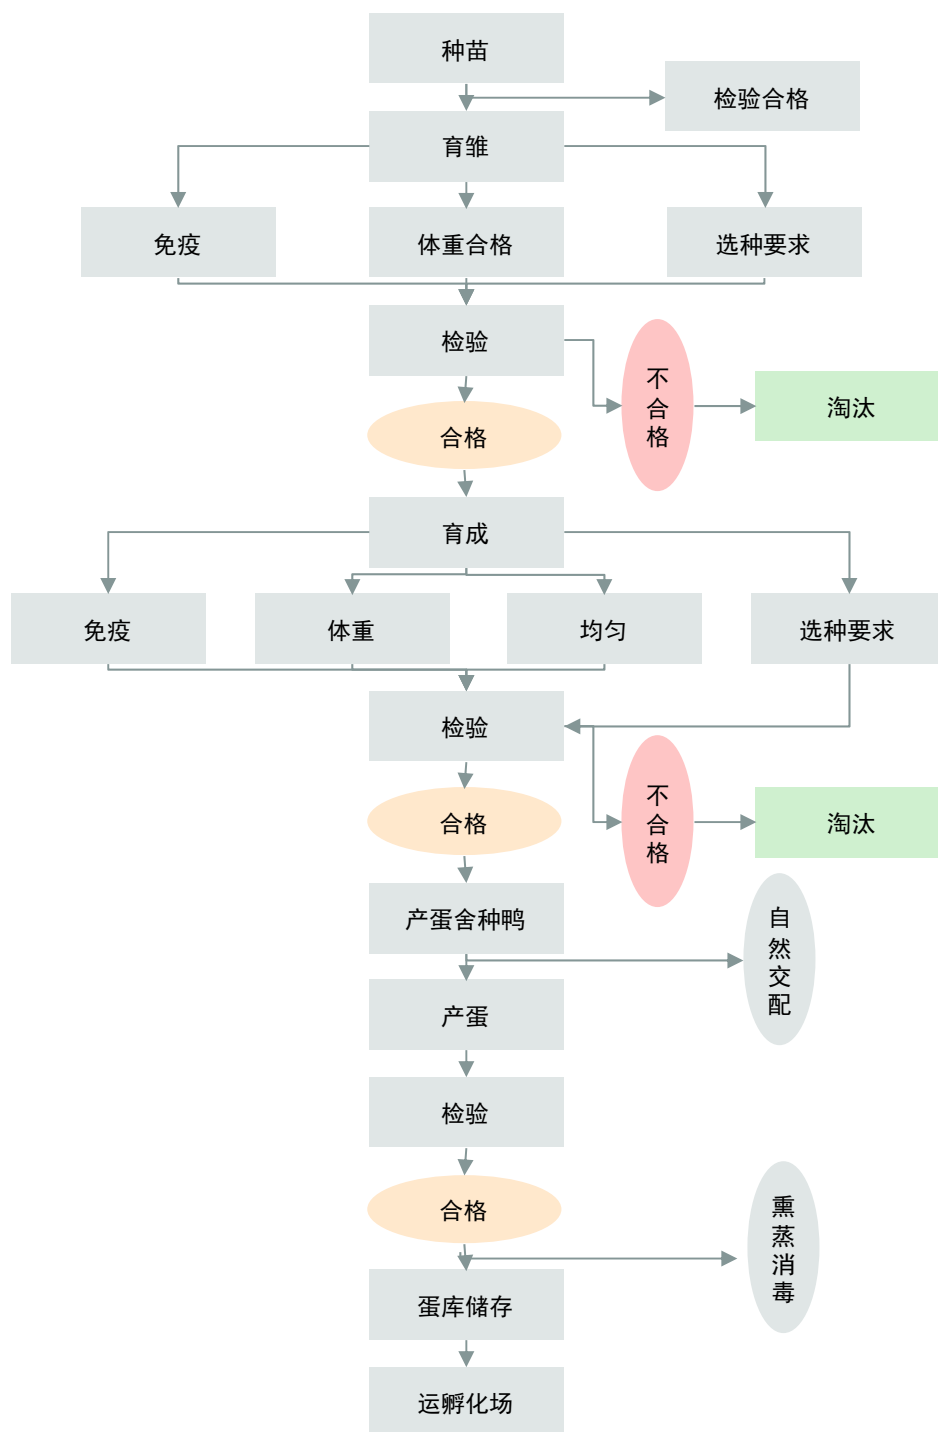 种苗
检验合格
育雏
免疫
体重合格
选种要求
检验
不合格
淘汰
合格
育成
免疫
体重
均匀
选种要求
检验
不合格
淘汰
合格
产蛋舍种鸭
自然交配
产蛋
检验
合格
熏蒸消毒
蛋库储存
运孵化场